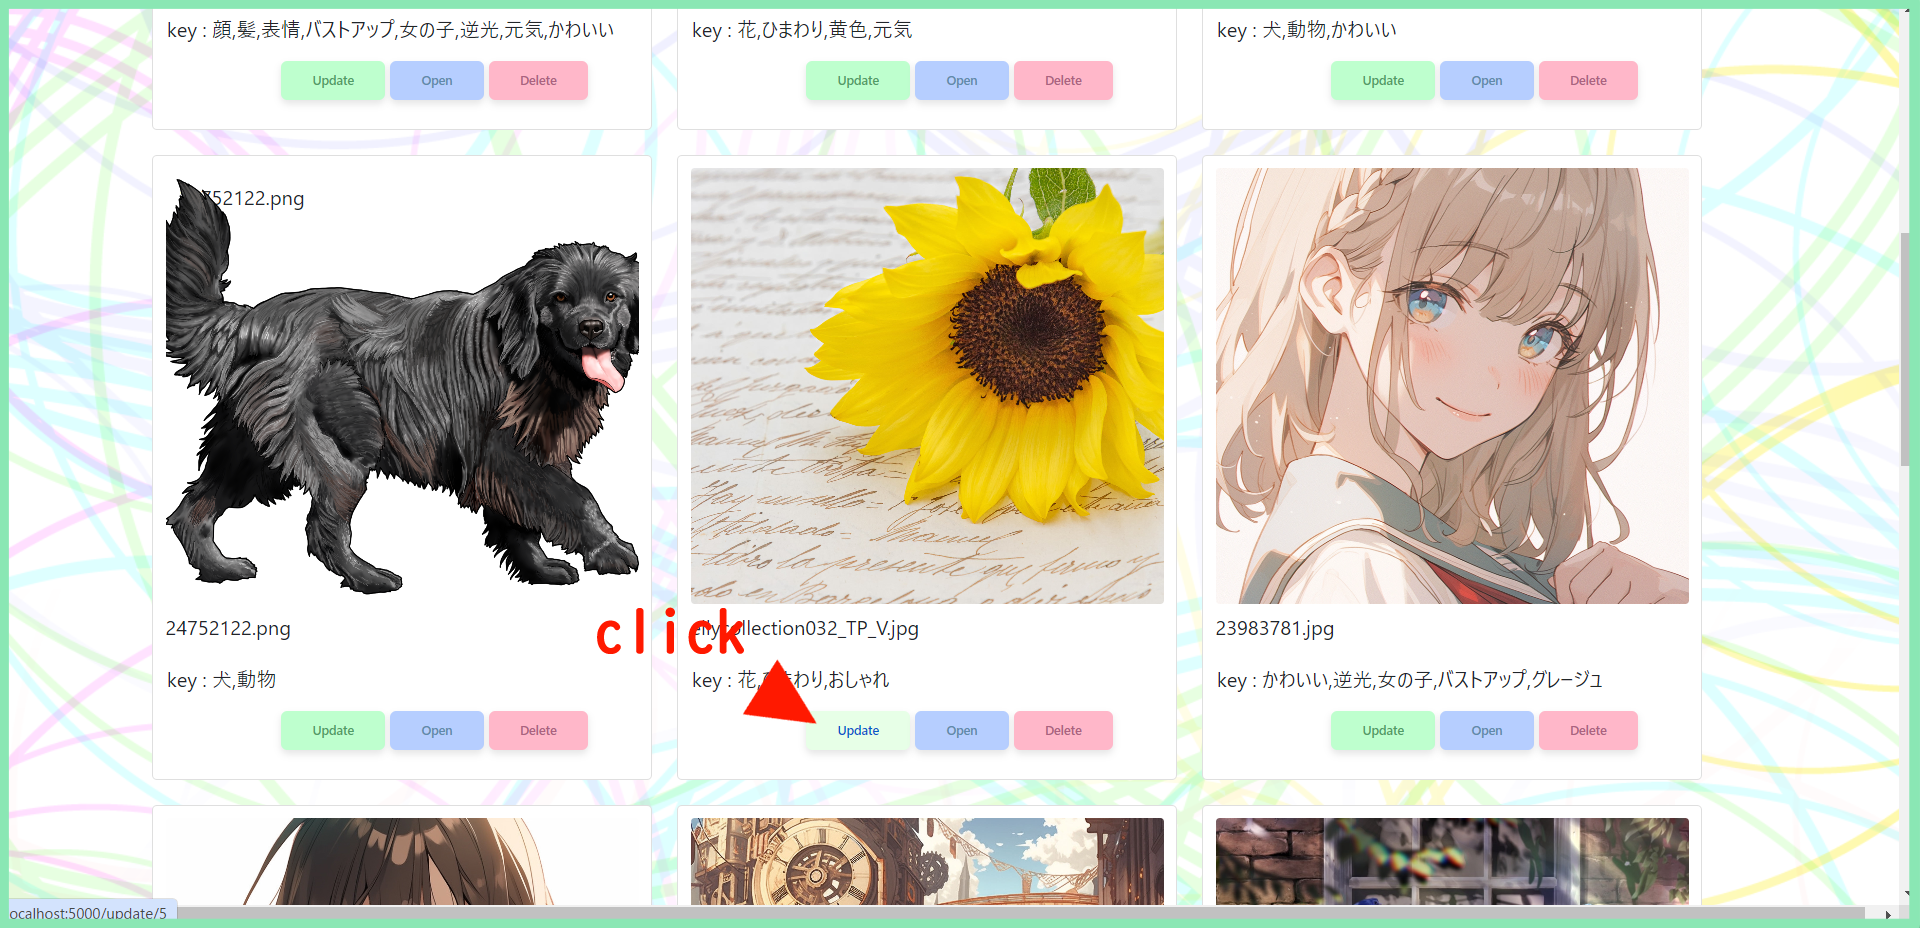 key : 顔,髪,表情,バストアップ,女の子,逆光,元気,かわいい
key : 花,ひまわり,黄色,元気
key : 犬,動物,かわいい
Update Open Delete
Update Open Delete
Update Open Delete
752122.png
24752122.png
key : 犬,動物
Update Open Delete
click
ellycollection032_TP_V.jpg
key : 花,ひまわり,おしゃれ
Update Open Delete
23983781.jpg
key : かわいい,逆光,女の子,バストアップ,グレージュ
Update Open Delete
ocalhost:5000/update/5